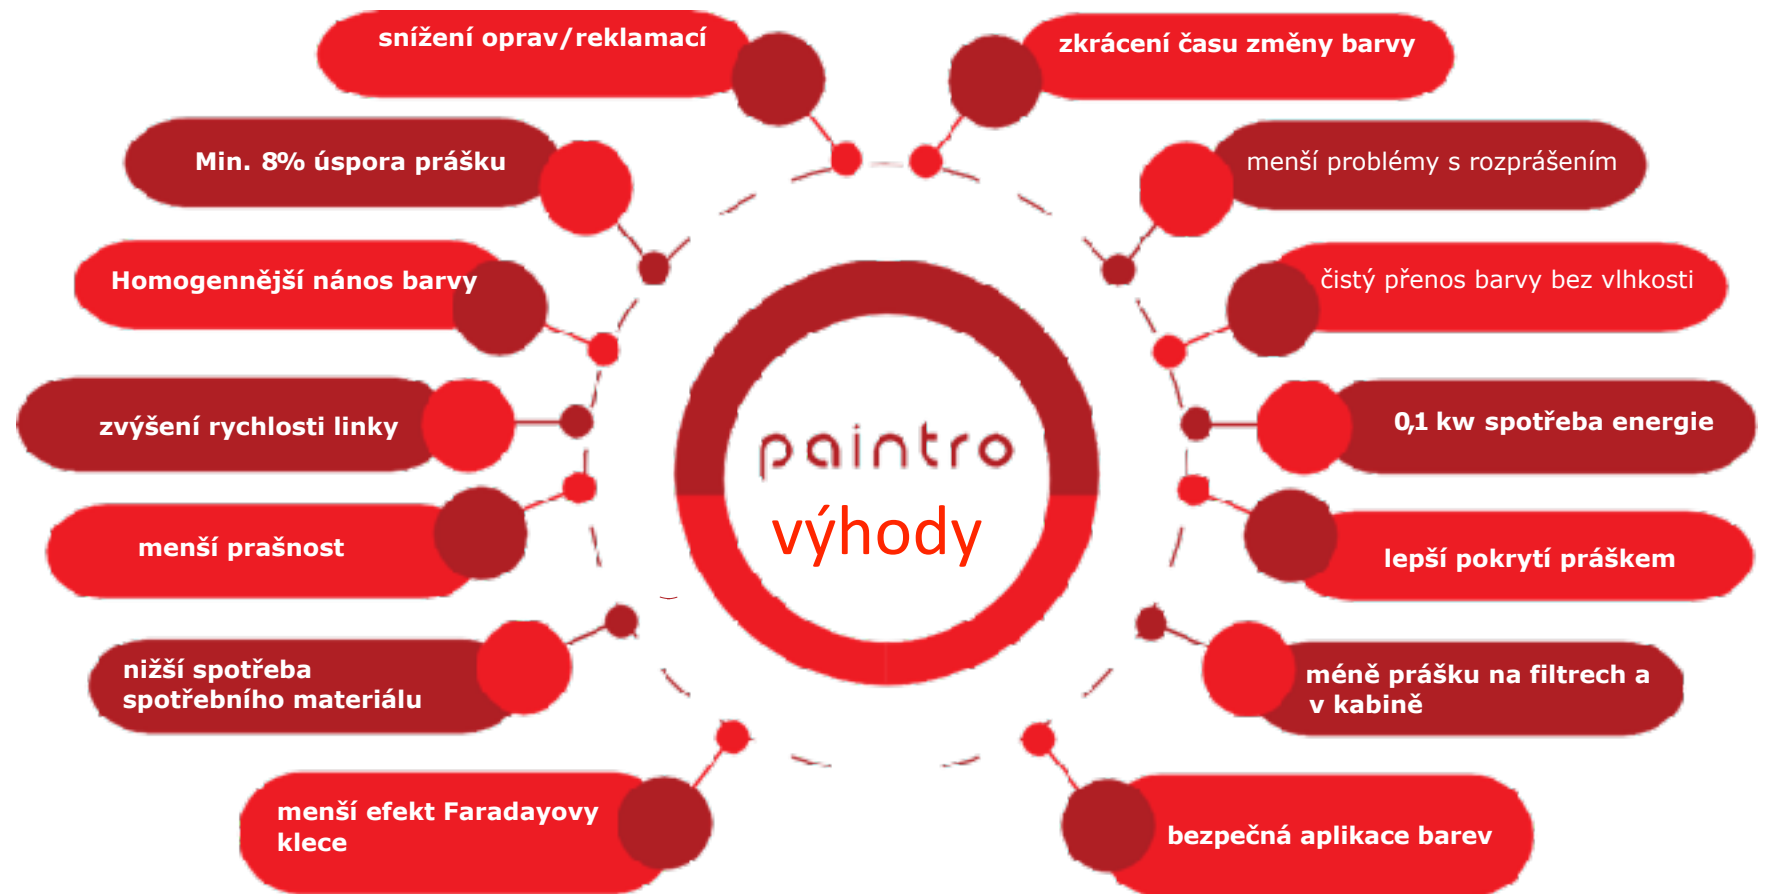 snížení oprav/reklamací
zkrácení času změny barvy
Min. 8% úspora prášku
menší problémy s rozprášením
Homogennější nános barvy
čistý přenos barvy bez vlhkosti
zvýšení rychlosti linky
0,1 kw spotřeba energie
paintro
výhody
menší prašnost
lepší pokrytí práškem
nižší spotřeba
spotřebního materiálu
méně prášku na filtrech a
v kabině
menší efekt Faradayovy
klece
bezpečná aplikace barev